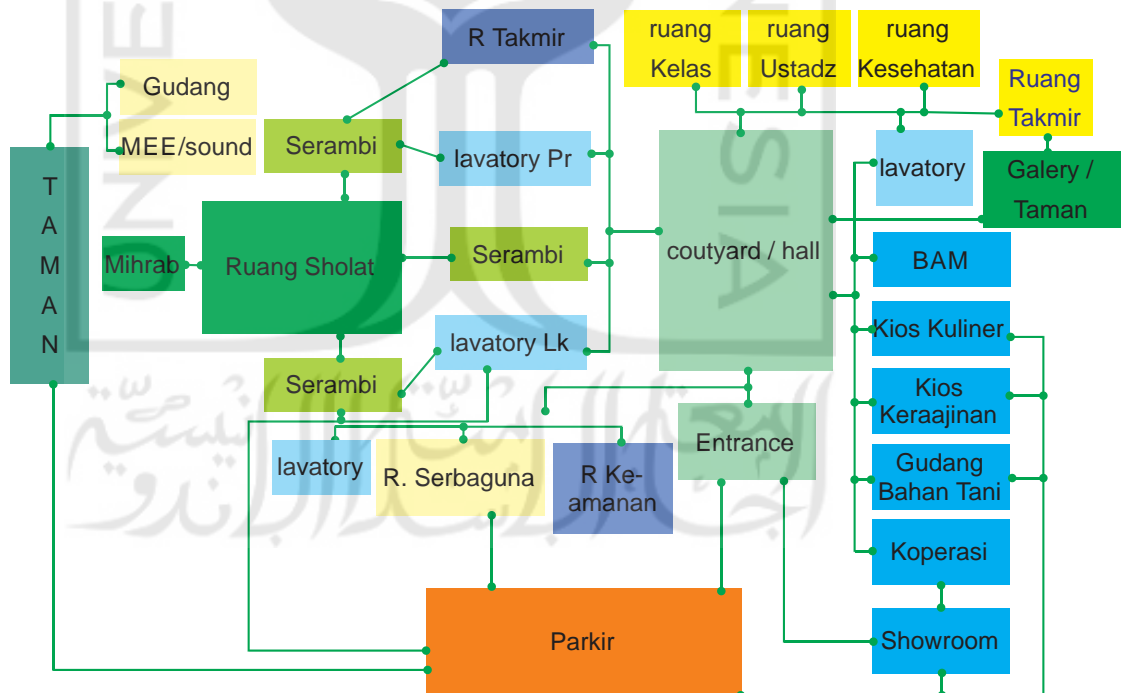 R Takmir
ruang
Kelas
ruang
Ustadz
ruang
Kesehatan
Ruang
Takmir
Gudang
MEE/sound
Serambi
lavatory Pr
lavatory
Galery /
Taman
T
A
M
A
N
Mihrab
Ruang Sholat
Serambi
coutyard / hall
BAM
Kios Kuliner
lavatory Lk
Serambi
Kios
Keraajinan
Entrance
lavatory
R. Serbaguna
R Ke-
amanan
Gudang
Bahan Tani
Koperasi
Parkir
Showroom
UNIVE
NESIA